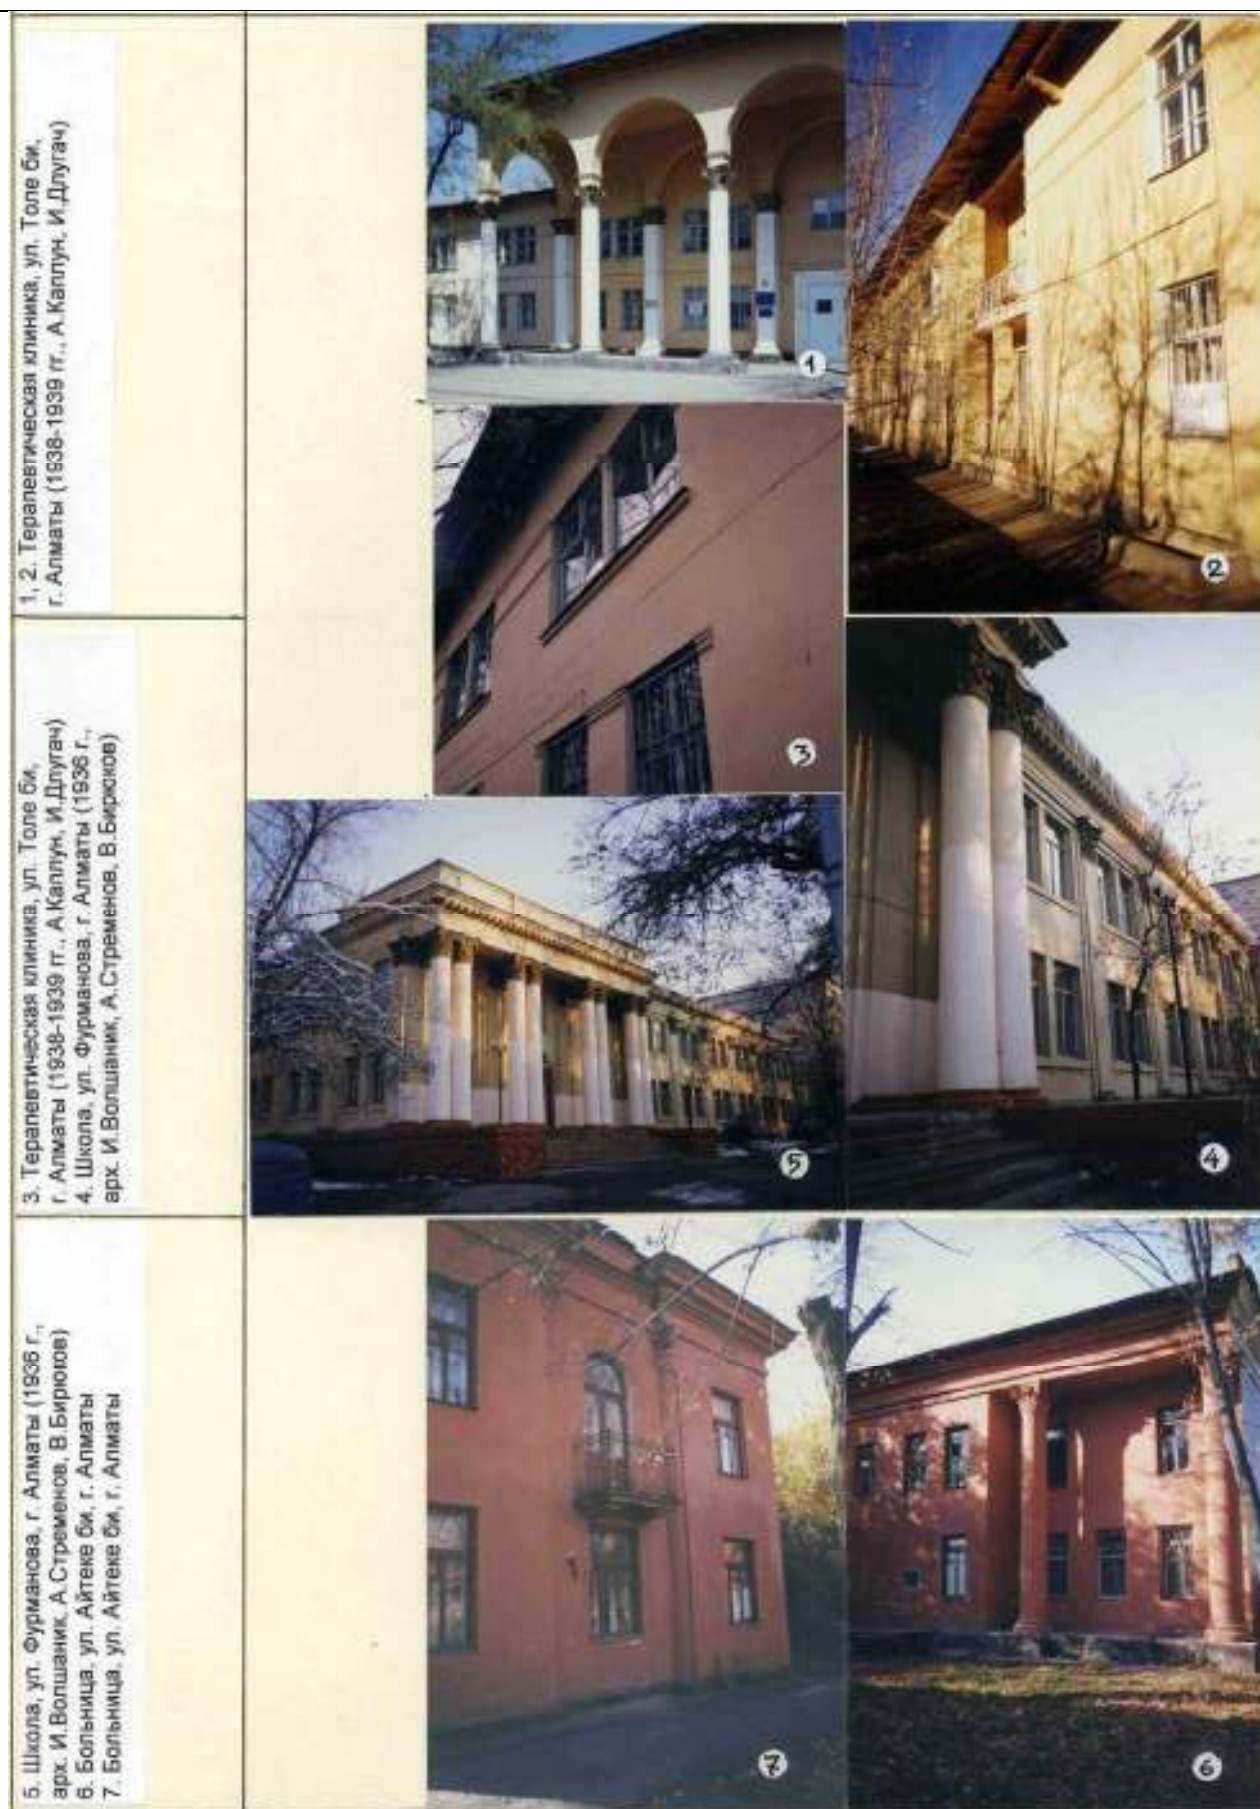 1, 2. Терапевтическая клиника, ул. Толе би,
г. Алматы (1938-1939 гг., А.Каплун, И.Длугач)
3. Терапевтическая клиника, ул. Толе би,
г. Алматы (1938-1939 гг., А.Каплун, И.Длугач)
4. Школа, ул. Фурманова, г. Алматы (1936 г.,
арх. И.Волшаник, А.Стременов, В.Бирюков)
5. Школа, ул. Фурманова, г. Алматы (1936 г.,
арх. И.Волшаник, А.Стременов, В.Бирюков)
6. Больница, ул. Айтеке би, г. Алматы
7. Больница, ул. Айтеке би, г. Алматы
1
2
3
4
5
6
7